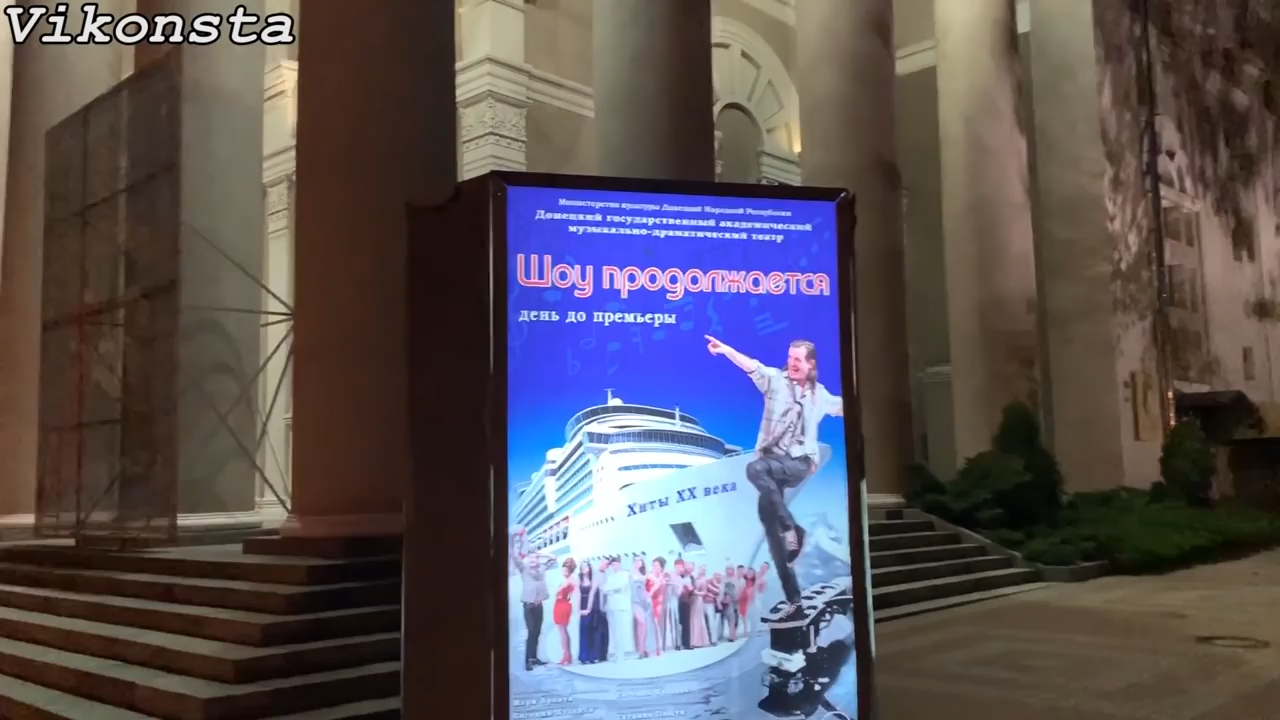 Vikonsta
Министерство культуры Донецкой Народной Республики
Донецкий государственный академический
музыкально-драматический театр
Шоу продолжается
день до премьеры
Хиты XX века